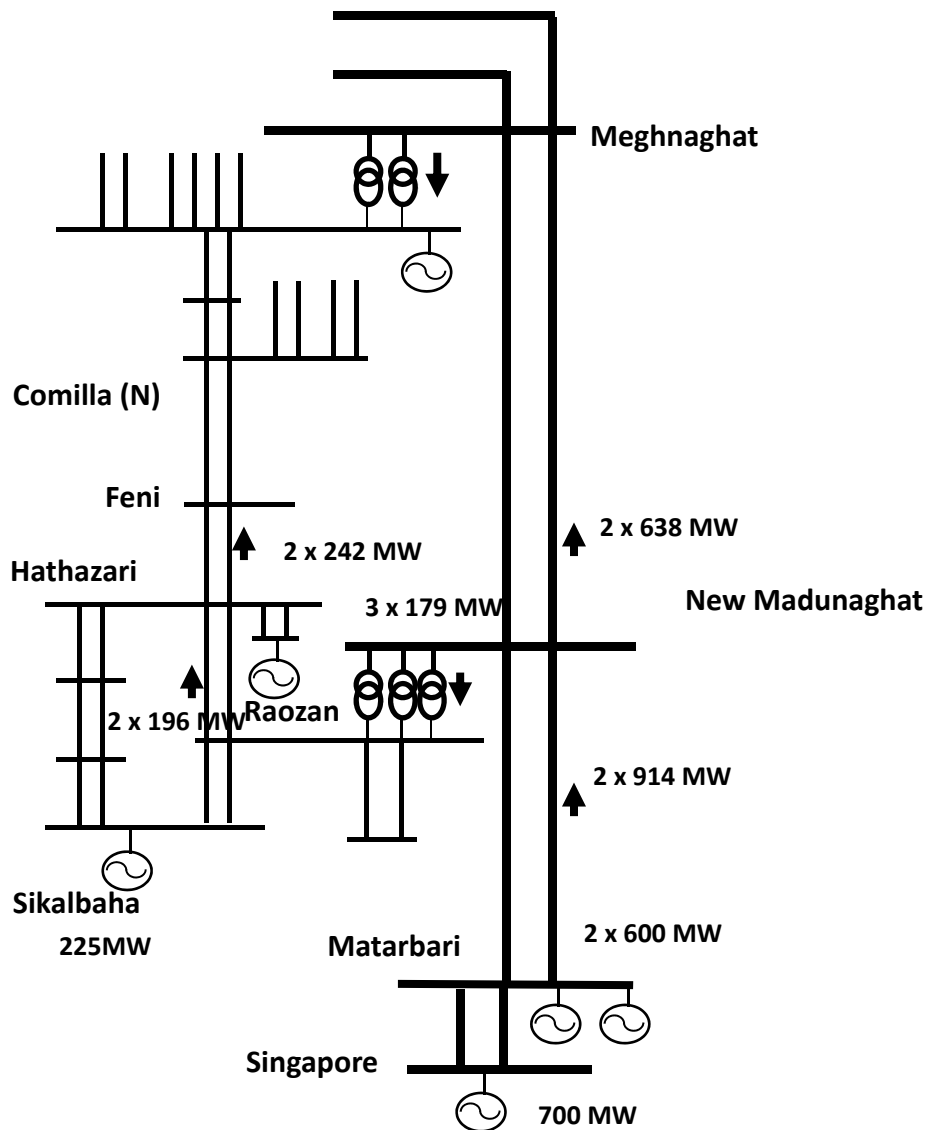 Meghnaghat
Comilla (N)
Feni
2 x 242 MW
2 x 638 MW
Hathazari
3 x 179 MW
New Madunaghat
Raozan
2 x 196 MW
2 x 914 MW
Sikalbaha
225MW
2 x 600 MW
Matarbari
Singapore
700 MW